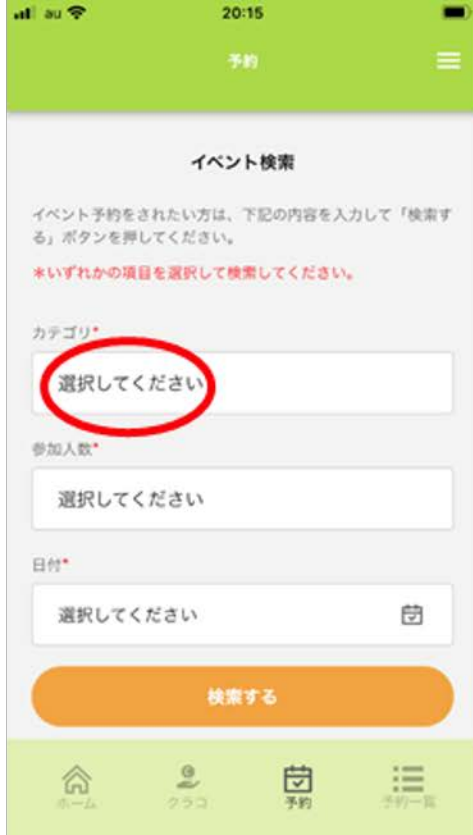 au 20:15
予約
イベント検索
イベント予約をされたい方は、下記の内容を入力して「検索す
る」ボタンを押してください。
*いずれかの項目を選択して検索してください。
カテゴリ*
選択してください
参加人数*
選択してください
日付*
選択してください
検索する
ホーム クラコ 予約 予約一覧